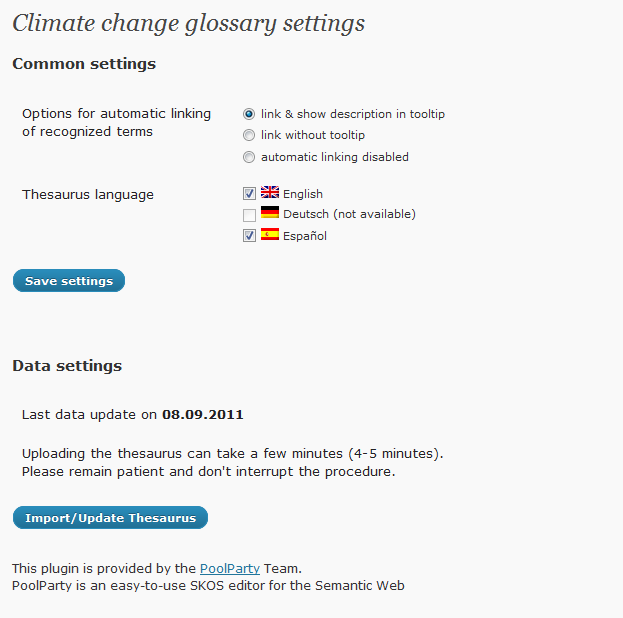 Climate change glossary settings
Common settings
Options for automatic linking
of recognized terms
link & show description in tooltip
link without tooltip
automatic linking disabled
Thesaurus language
English
Deutsch (not available)
Español
Save settings
Data settings
Last data update on 08.09.2011
Uploading the thesaurus can take a few minutes (4-5 minutes).
Please remain patient and don't interrupt the procedure.
Import/Update Thesaurus
This plugin is provided by the PoolParty Team.
PoolParty is an easy-to-use SKOS editor for the Semantic Web